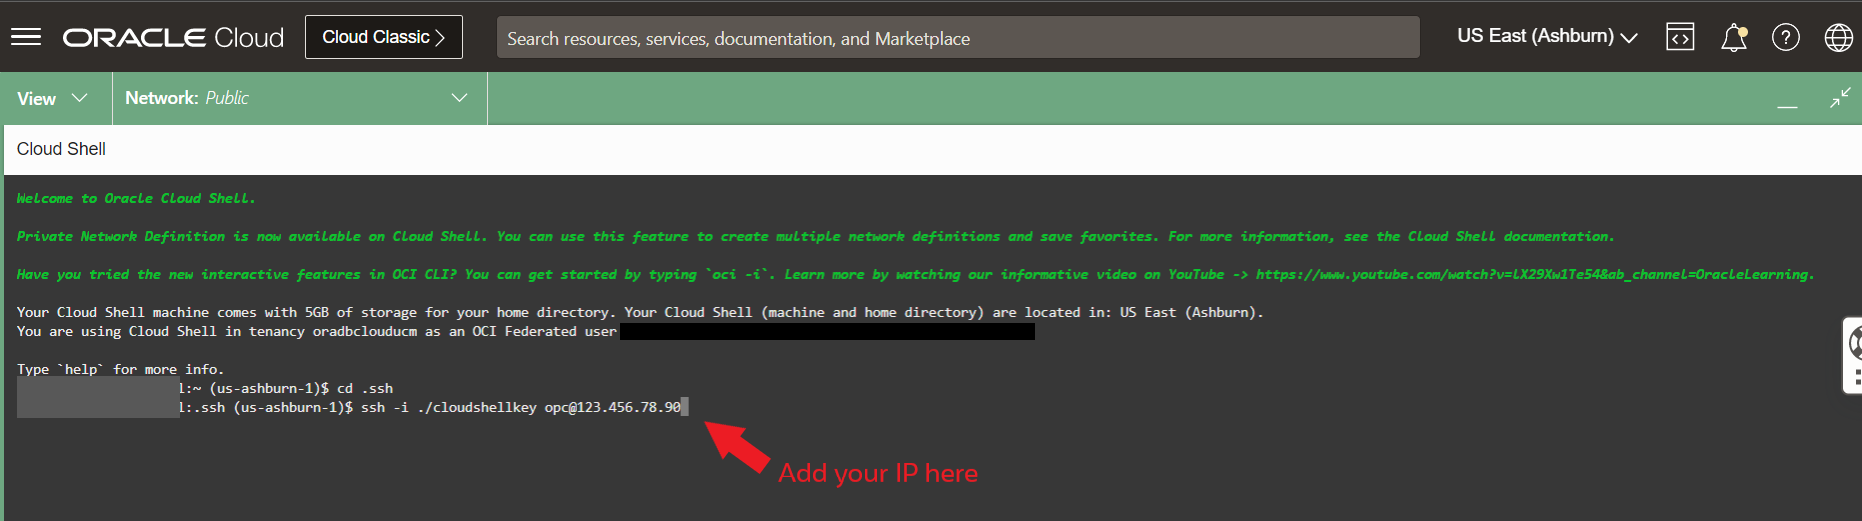 ORACLE Cloud Cloud Classic > Search resources, services, documentation, and Marketplace US East (Ashburn)
View Network: Public
Cloud Shell
Welcome to Oracle Cloud Shell.
Private Network Definition is now available on Cloud Shell. You can use this feature to create multiple network definitions and save favorites. For more information, see the Cloud Shell documentation.
Have you tried the new interactive features in OCI CLI? You can get started by typing `oci -i`. Learn more by watching our informative video on YouTube -> https://www.youtube.com/watch?v=lX29Xw1Te54&ab_channel=OracleLearning.
Your Cloud Shell machine comes with 5GB of storage for your home directory. Your Cloud Shell (machine and home directory) are located in: US East (Ashburn).
You are using Cloud Shell in tenancy oradbclouducm as an OCI Federated user
Type `help` for more info.
l:~ (us-ashburn-1)$ cd .ssh
l:.ssh (us-ashburn-1)$ ssh -i ./cloudshellkey opc@123.456.78.90
Add your IP here